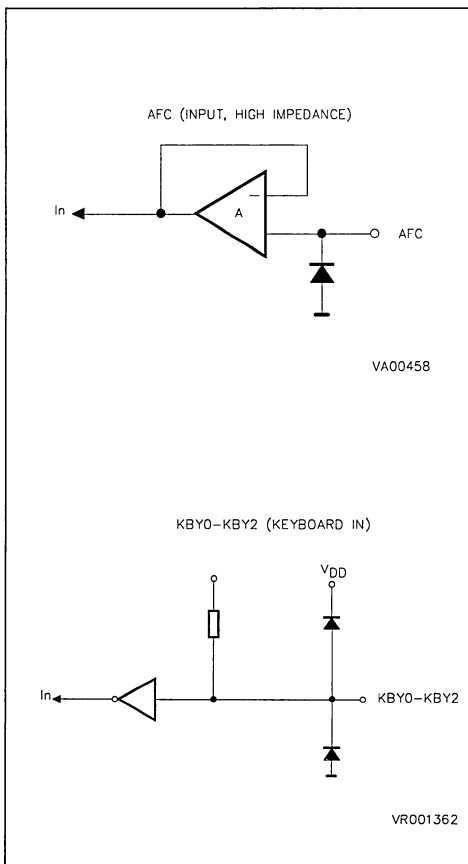 AFC (INPUT, HIGH IMPEDANCE)
In
A
−
AFC
VA00458
KBY0-KBY2 (KEYBOARD IN)
VDD
In
KBY0-KBY2
VR001362